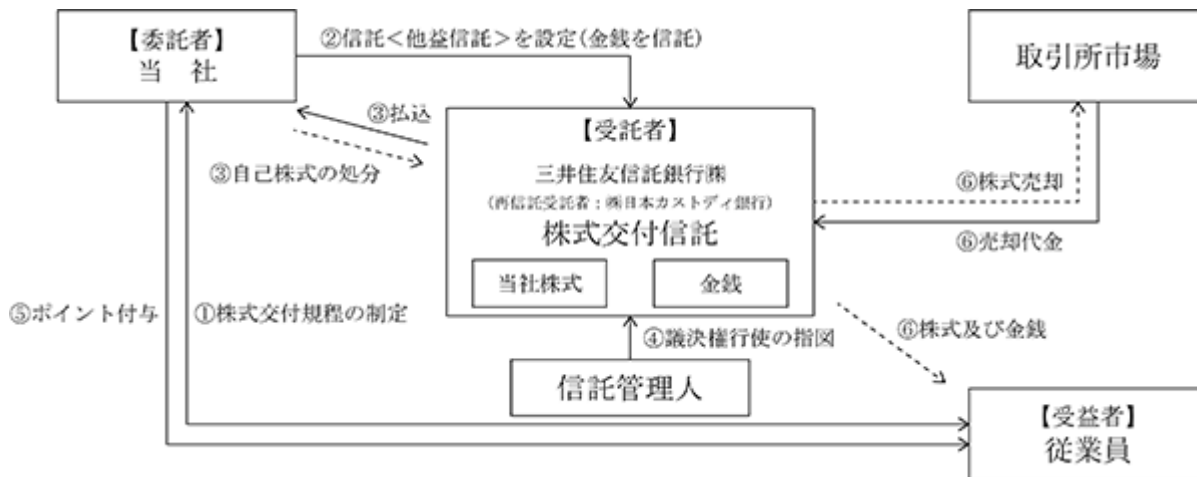 【委託者】
当 社
②信託<他益信託>を設定(金銭を信託)
取引所市場
③払込
③自己株式の処分
【受託者】
三井住友信託銀行㈱
(再信託受託者:㈱日本カストディ銀行)
株式交付信託
当社株式
金銭
⑥株式売却
⑥売却代金
⑤ポイント付与
①株式交付規程の制定
④議決権行使の指図
⑥株式及び金銭
信託管理人
【受益者】
従業員